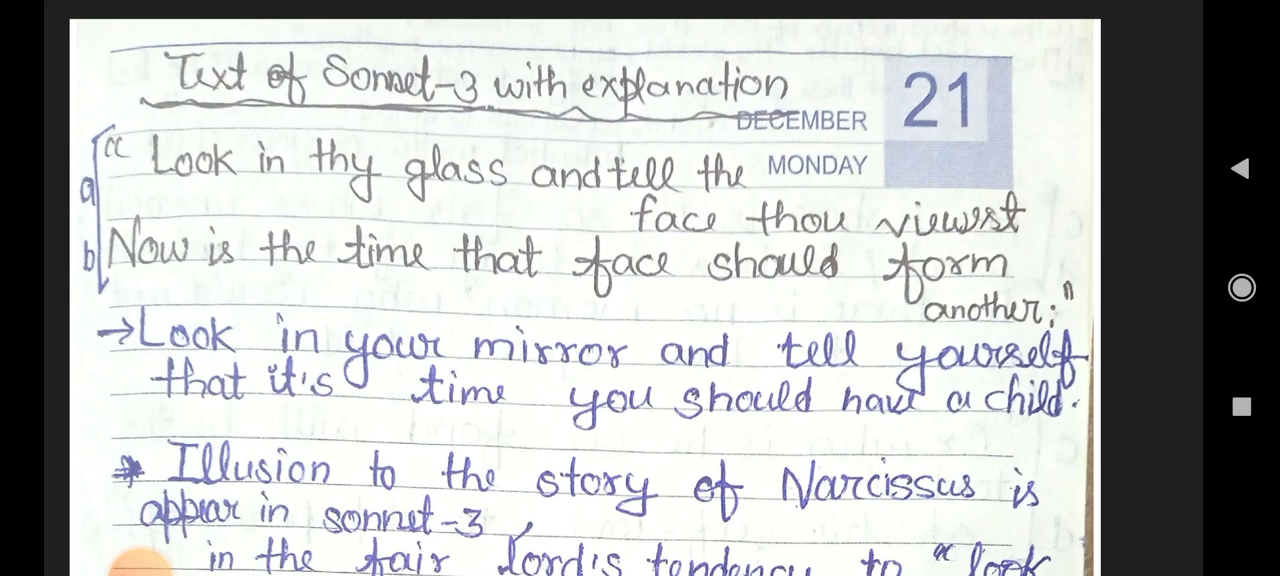 Text of Sonnet-3 with explanation
21
DECEMBER
MONDAY
a "Look in thy glass and tell the
face thou viewest
b Now is the time that face should form
another;"
→ Look in your mirror and tell yourself
that it's time you should have a child.
* Illusion to the story of Narcissus is
appear in sonnet-3,
in the fair lord's tendency to "look